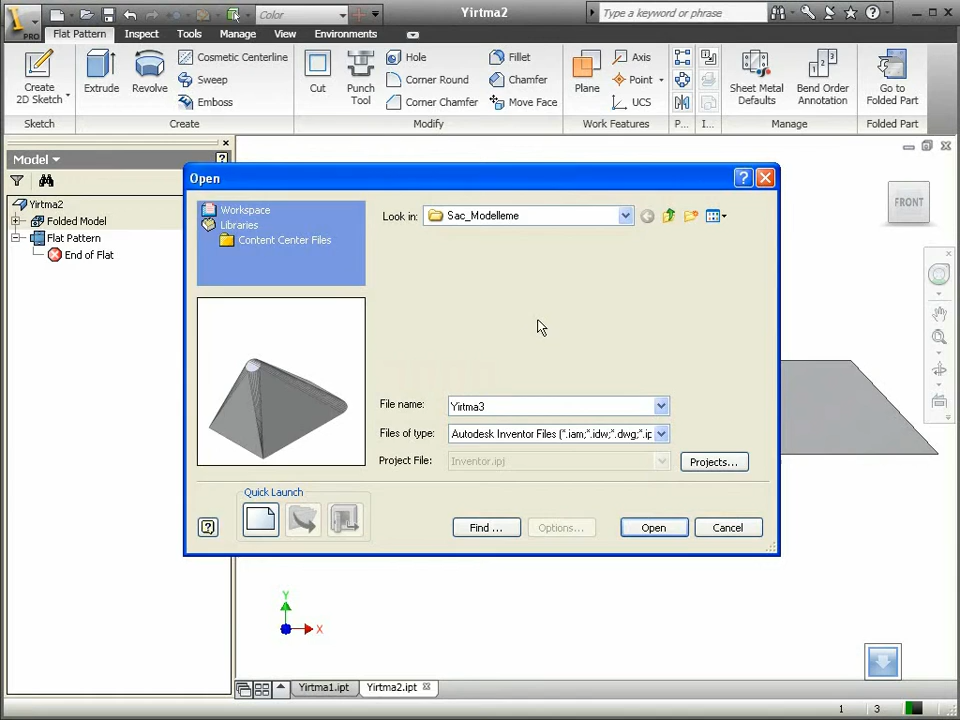 Color
Yirtma2
Type a keyword or phrase
PRO
Flat Pattern
Inspect
Tools
Manage
View
Environments
Create
2D Sketch
Extrude
Revolve
Cosmetic Centerline
Sweep
Emboss
Cut
Punch
Tool
Hole
Corner Round
Corner Chamfer
Fillet
Chamfer
Move Face
Plane
Axis
Point
UCS
Sheet Metal
Defaults
Bend Order
Annotation
Go to
Folded Part
Sketch
Create
Modify
Work Features
P...
I...
Manage
Folded Part
Model
Yirtma2
Folded Model
Flat Pattern
End of Flat
Open
Workspace
Libraries
Content Center Files
Look in:
Sac_Modelleme
File name:
Yirtma3
Files of type:
Autodesk Inventor Files (*.iam;*.idw;*.dwg;*.ip
Project File:
Inventor.ipj
Projects...
Quick Launch
Find ...
Options...
Open
Cancel
FRONT
Y
X
Yirtma1.ipt
Yirtma2.ipt
1
3